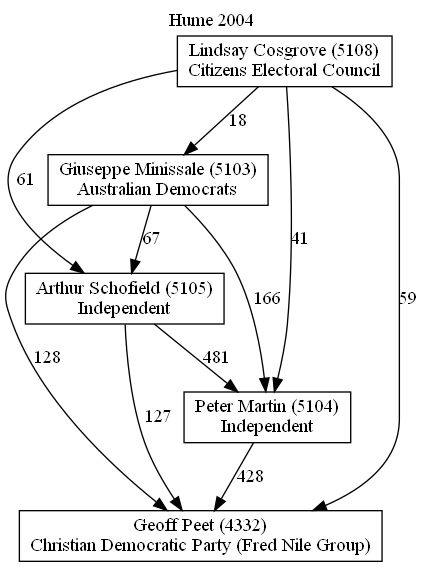 Hume 2004
Lindsay Cosgrove (5108)
Citizens Electoral Council
18
Giuseppe Minissale (5103)
Australian Democrats
61
67
41
166
59
Arthur Schofield (5105)
Independent
128
481
127
Peter Martin (5104)
Independent
428
Geoff Peet (4332)
Christian Democratic Party (Fred Nile Group)